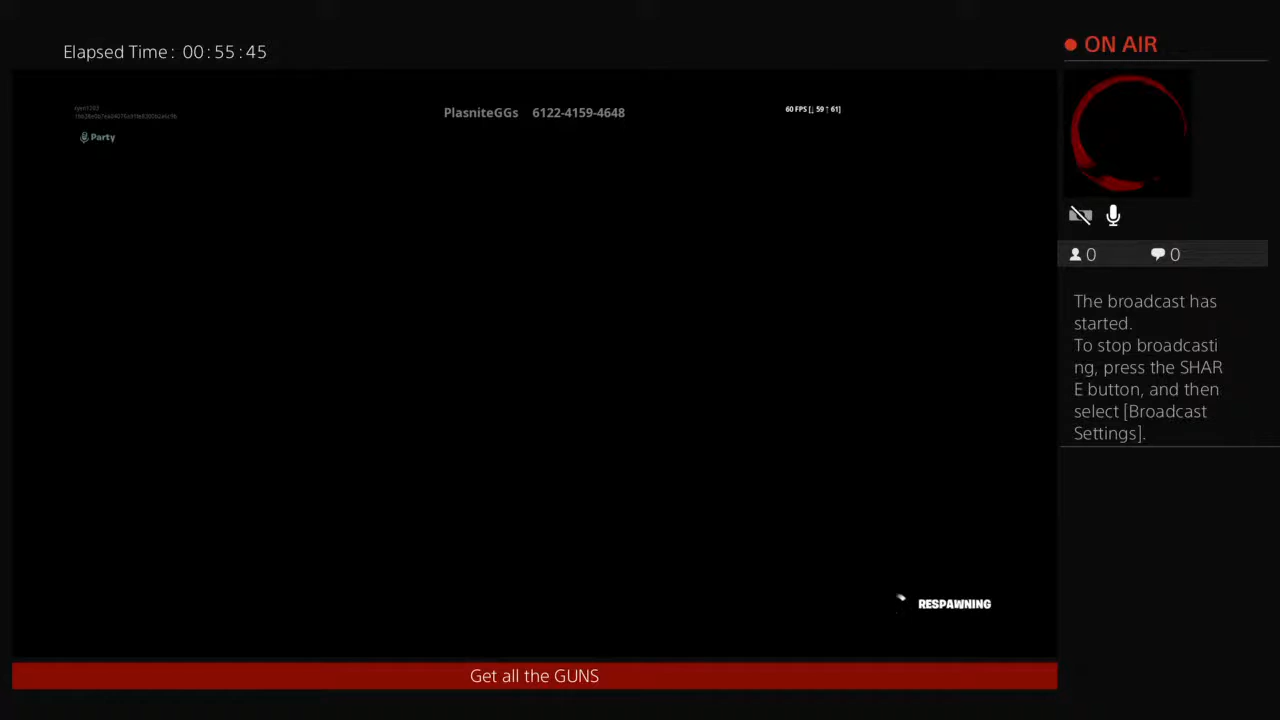 Elapsed Time: 00:55:45
ON AIR
PlasniteGGs 6122-4159-4648
60 FPS [↓ 59 ↑ 61]
Party
0 0
The broadcast has
started.
To stop broadcasti
ng, press the SHAR
E button, and then
select [Broadcast
Settings].
RESPAWNING
Get all the GUNS